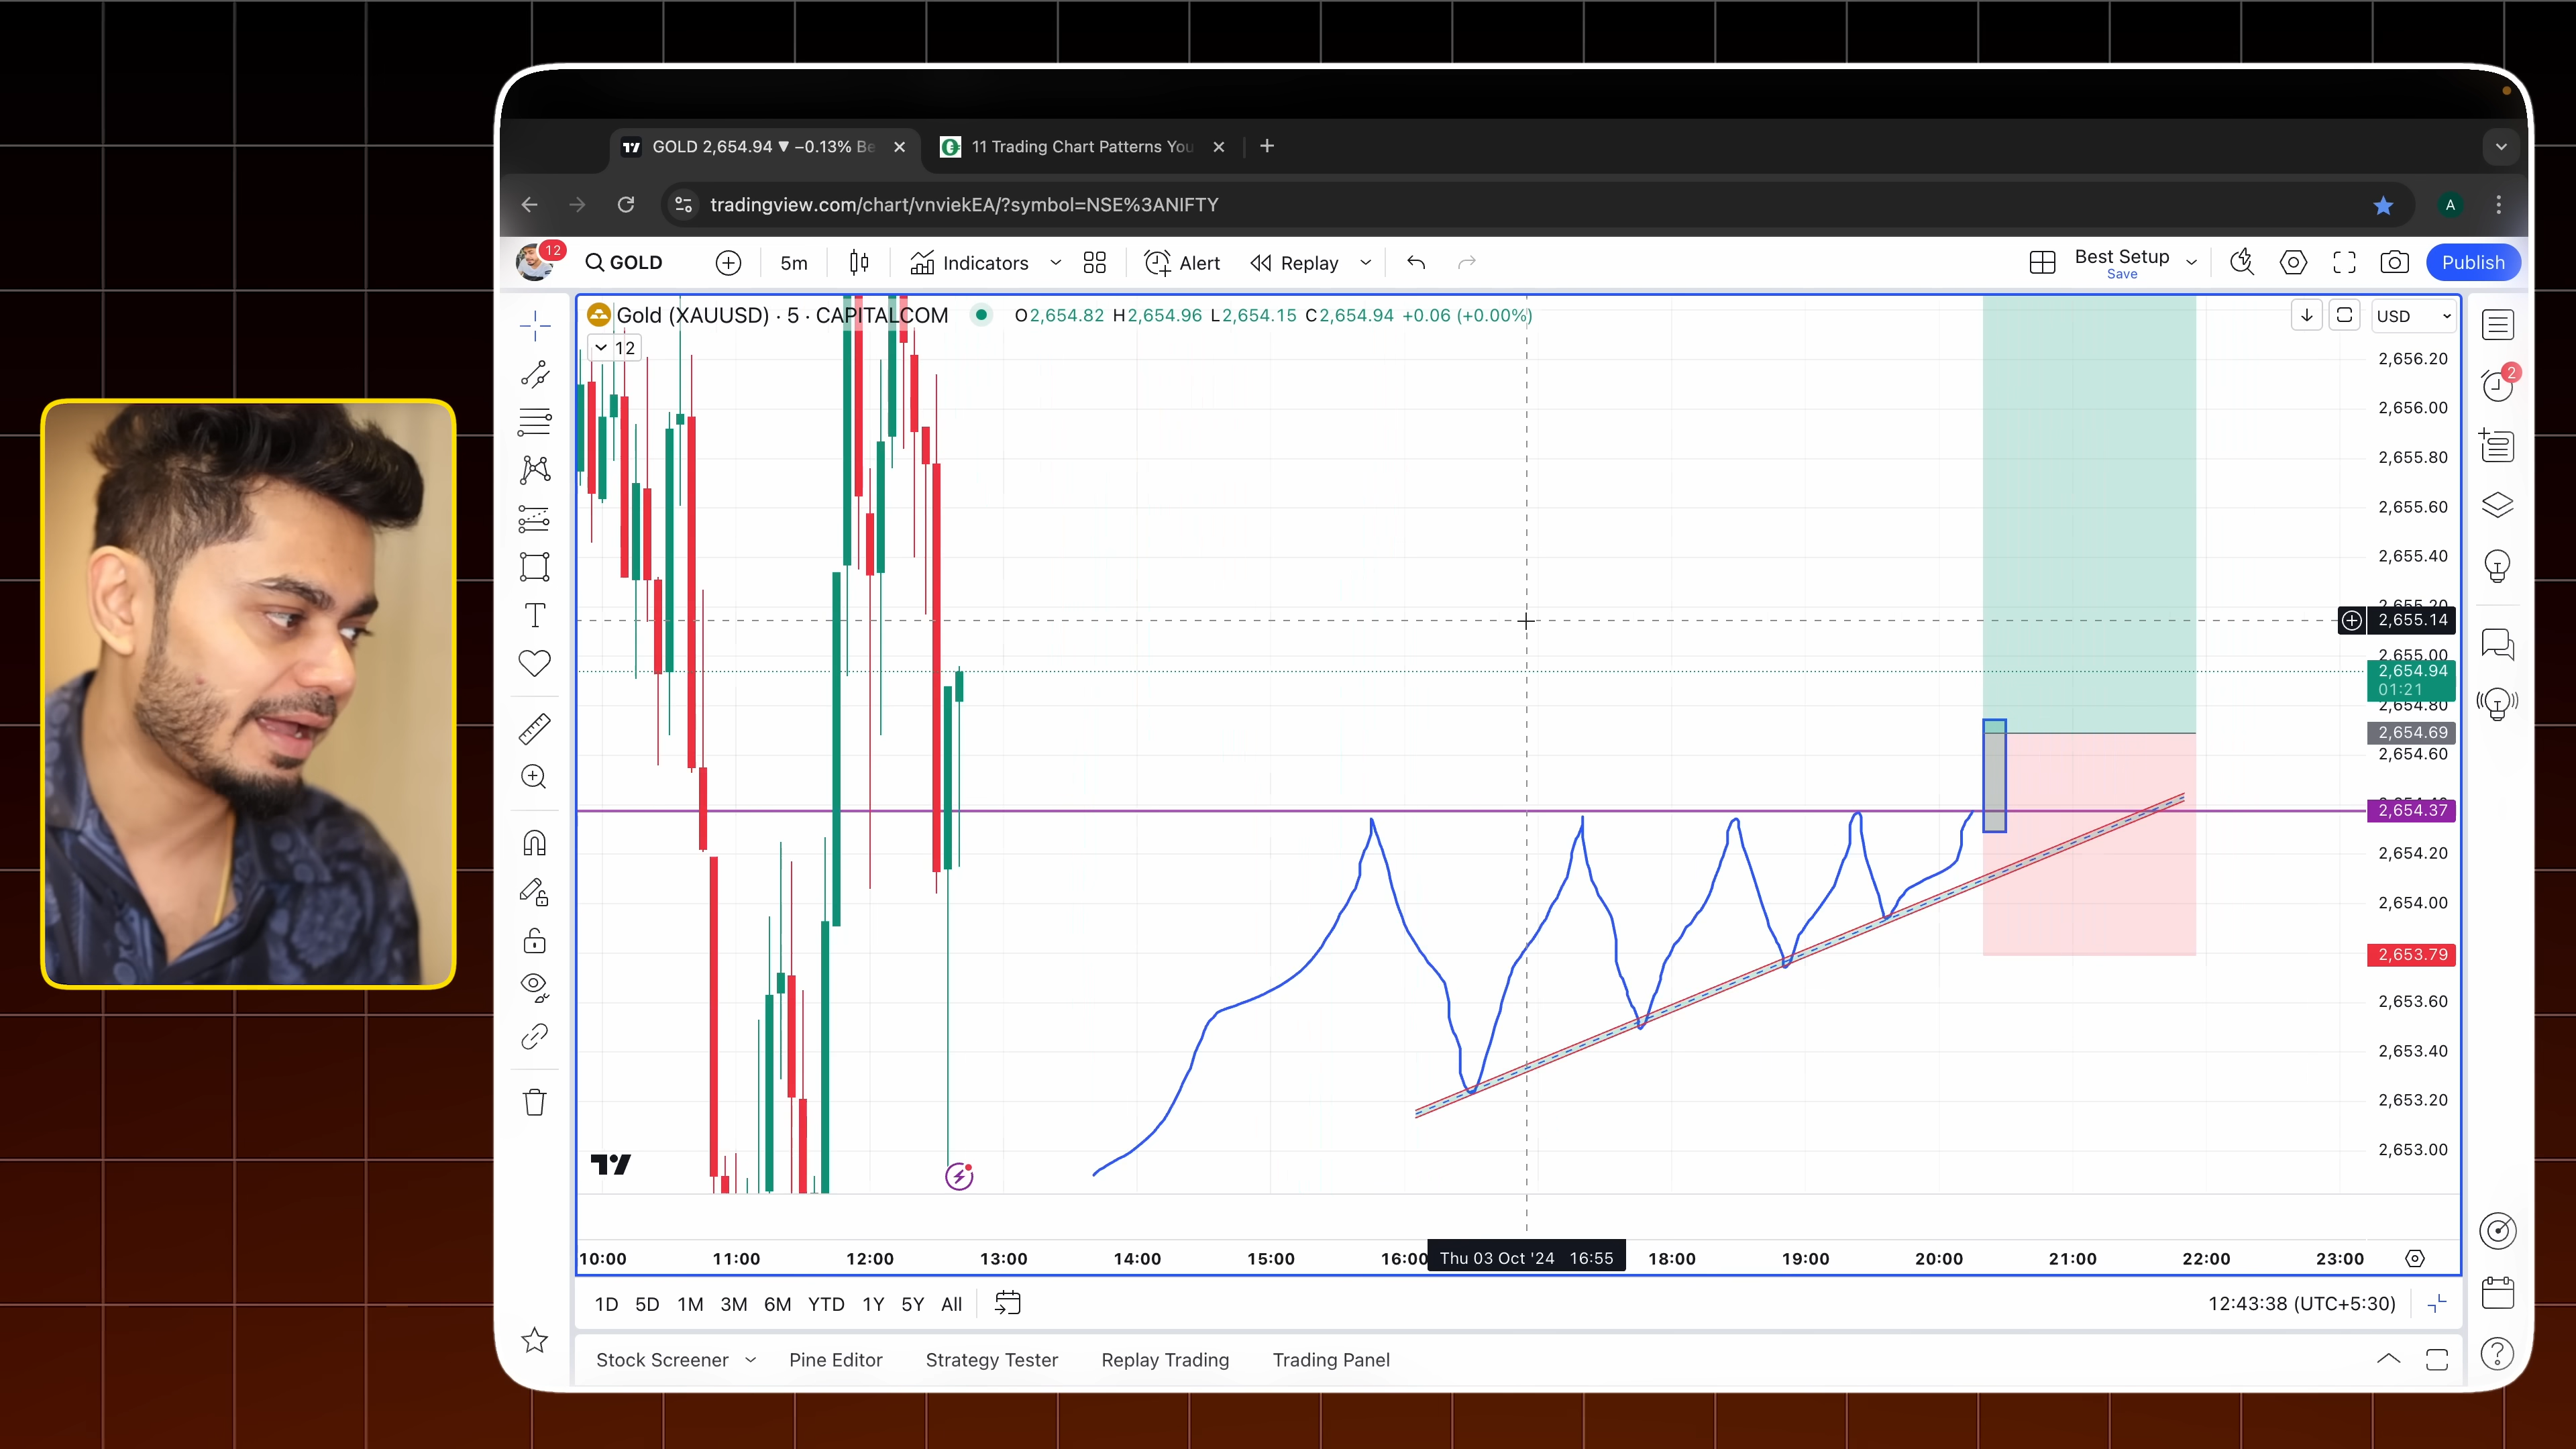 GOLD 2,654.94 ▼ −0.13% Be
11 Trading Chart Patterns You
tradingview.com/chart/vnviekEA/?symbol=NSE%3ANIFTY
A
12
GOLD
5m
Indicators
Alert
Replay
Best Setup
Save
Publish
Gold (XAUUSD) · 5 · CAPITALCOM
O2,654.82 H2,654.96 L2,654.15 C2,654.94 +0.06 (+0.00%)
USD
12
2
2,656.20
2,656.00
2,655.80
2,655.60
2,655.40
2,655.20
2,655.14
2,655.00
2,654.94
01:21
2,654.80
2,654.69
2,654.60
2,654.37
2,654.20
2,654.00
2,653.79
2,653.60
2,653.40
2,653.20
2,653.00
10:00 11:00 12:00 13:00 14:00 15:00 16:00 Thu 03 Oct '24 16:55 18:00 19:00 20:00 21:00 22:00 23:00
1D 5D 1M 3M 6M YTD 1Y 5Y All
12:43:38 (UTC+5:30)
Stock Screener Pine Editor Strategy Tester Replay Trading Trading Panel